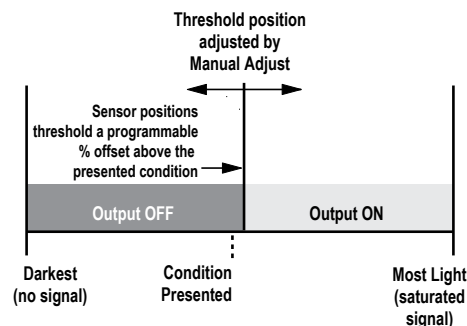 Threshold position
adjusted by
Manual Adjust
Sensor positions
threshold a programmable
% offset above the
presented condition
Output OFF
Output ON
Darkest
(no signal)
Condition
Presented
Most Light
(saturated
signal)